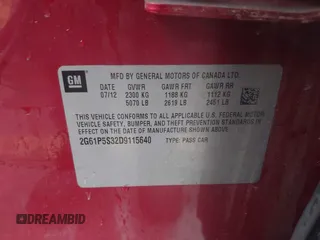 GM
MFD BY GENERAL MOTORS OF CANADA LTD
DATE GVWR GAWR FRT GAWR RR
07/12 2300 KG 1188 KG 1112 KG
5070 LB 2619 LB 2451 LB
THIS VEHICLE CONFORMS TO ALL APPLICABLE U.S. FEDERAL MOTOR
VEHICLE SAFETY, BUMPER, AND THEFT PREVENTION STANDARDS IN
EFFECT ON THE DATE OF MANUFACTURE SHOWN ABOVE.
2G61P5S32D9115640 TYPE: PASS CAR
DREAMBID